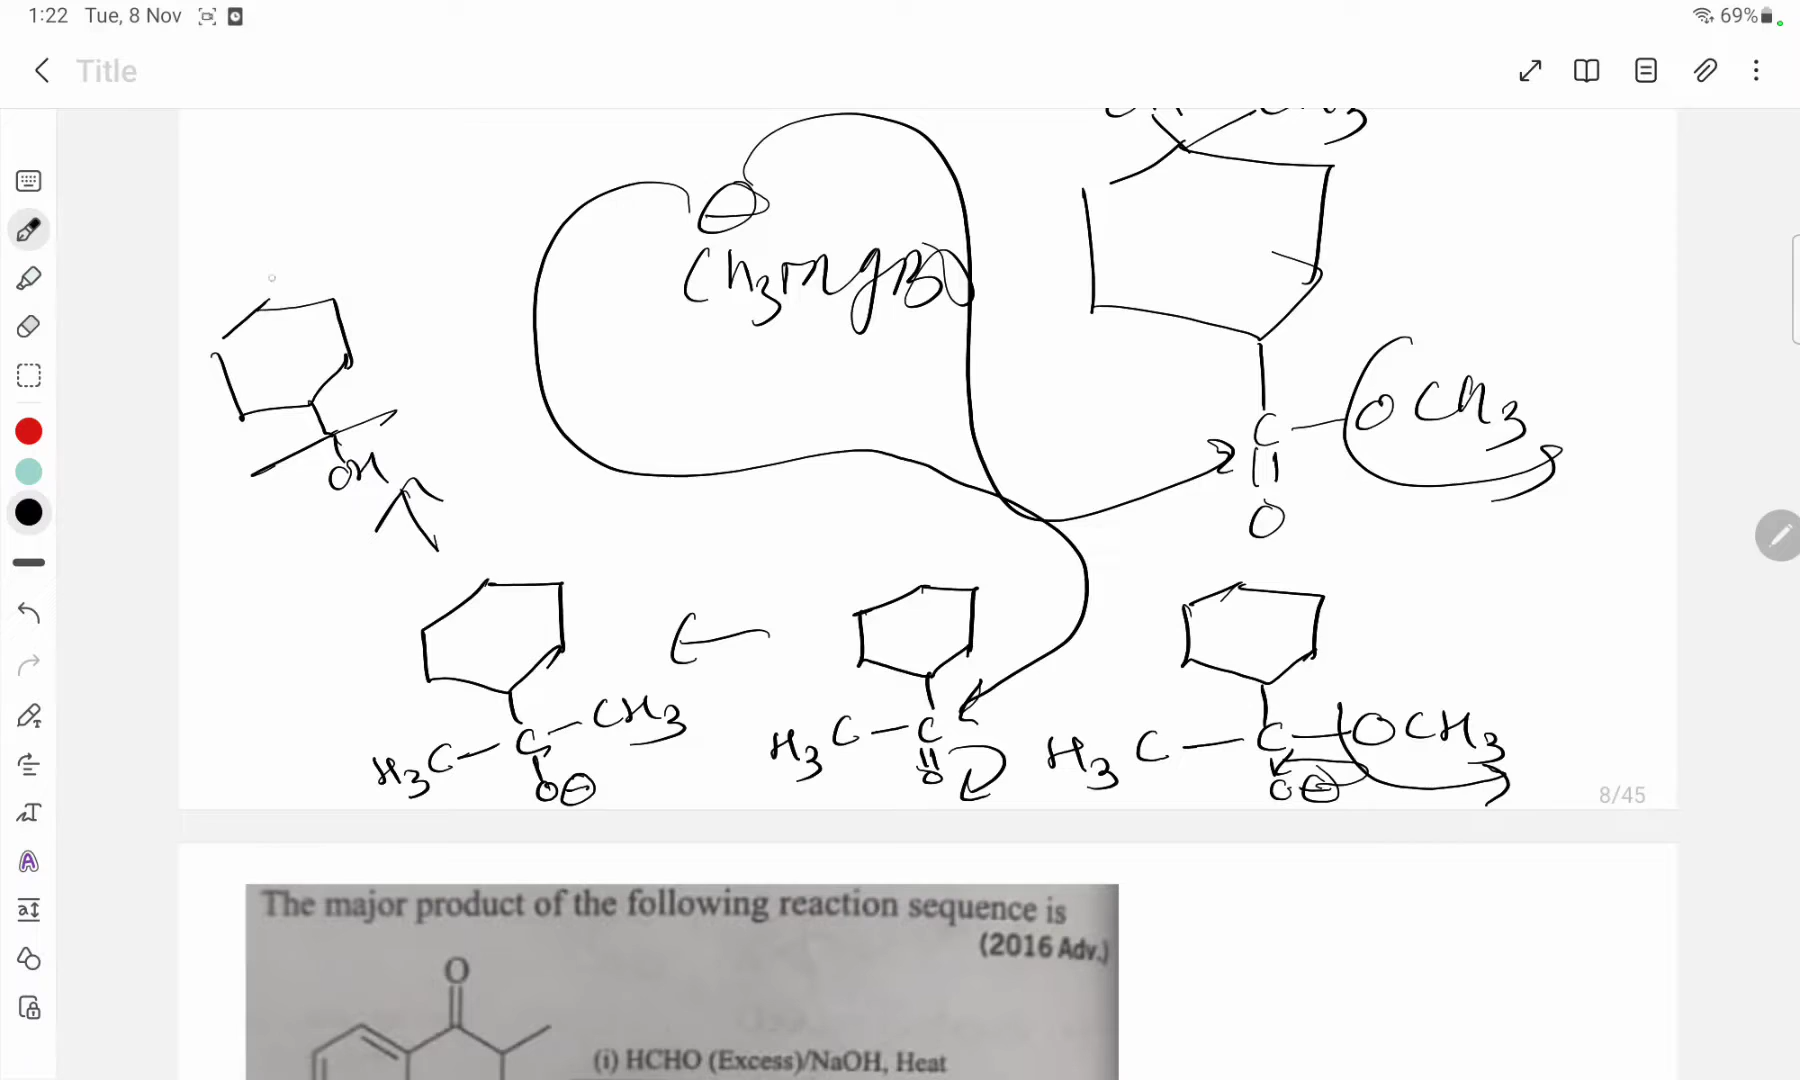 1:22 Tue, 8 Nov
69%
Title
CH3MgBr
OCH3
C
O
OH
H3C-C-CH3
O⊖
H3C-C
O
H3C-C-OCH3
O⊖
8/45
The major product of the following reaction sequence is
(2016 Adv.)
O
(i) HCHO (Excess)/NaOH, Heat